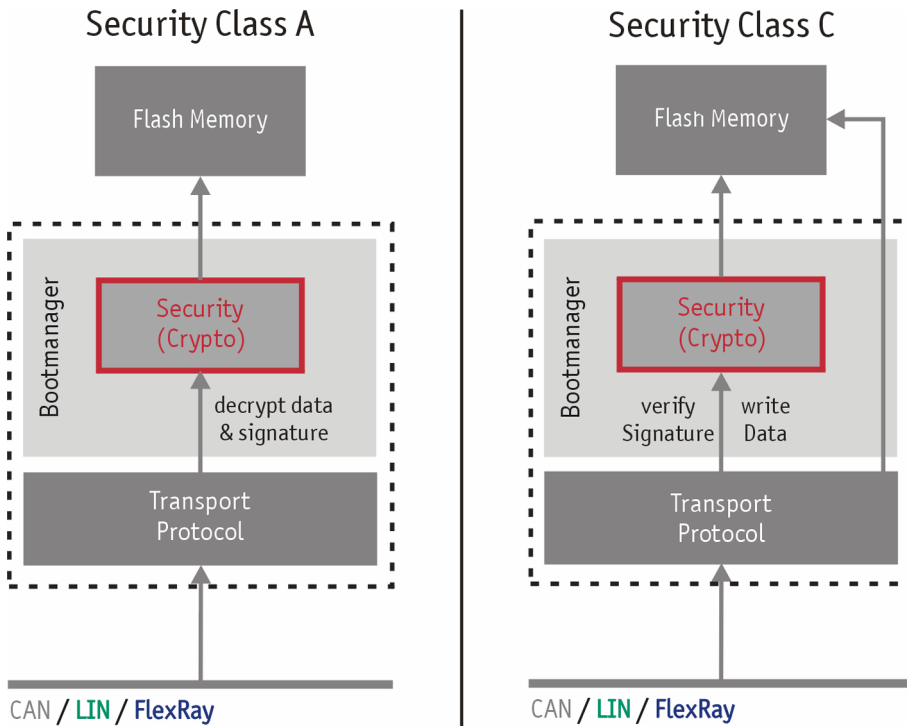 Security Class A
Flash Memory
Bootmanager
Security
(Crypto)
decrypt data
& signature
Transport
Protocol
CAN / LIN / FlexRay
Security Class C
Flash Memory
Bootmanager
Security
(Crypto)
verify
Signature
write
Data
Transport
Protocol
CAN / LIN / FlexRay